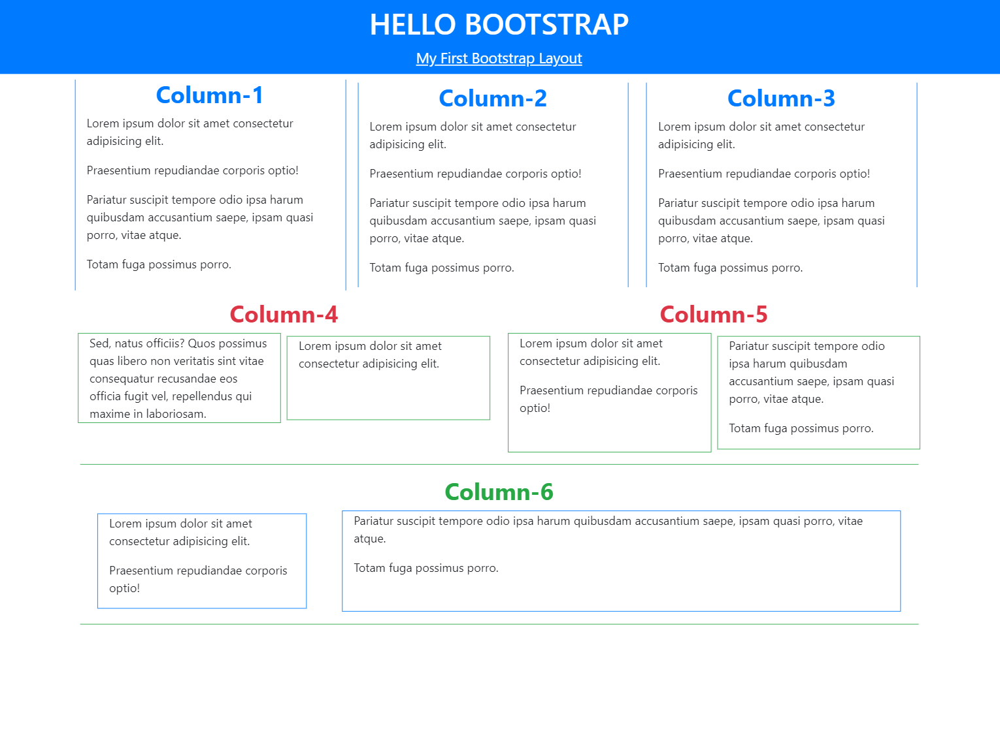 HELLO BOOTSTRAP
My First Bootstrap Layout
Column-1
Lorem ipsum dolor sit amet consectetur
adipisicing elit.
Praesentium repudiandae corporis optio!
Pariatur suscipit tempore odio ipsa harum
quibusdam accusantium saepe, ipsam quasi
porro, vitae atque.
Totam fuga possimus porro.
Column-2
Lorem ipsum dolor sit amet consectetur
adipisicing elit.
Praesentium repudiandae corporis optio!
Pariatur suscipit tempore odio ipsa harum
quibusdam accusantium saepe, ipsam quasi
porro, vitae atque.
Totam fuga possimus porro.
Column-3
Lorem ipsum dolor sit amet consectetur
adipisicing elit.
Praesentium repudiandae corporis optio!
Pariatur suscipit tempore odio ipsa harum
quibusdam accusantium saepe, ipsam quasi
porro, vitae atque.
Totam fuga possimus porro.
Column-4
Sed, natus officiis? Quos possimus
quas libero non veritatis sint vitae
consequatur recusandae eos
officia fugit vel, repellendus qui
maxime in laboriosam.
Lorem ipsum dolor sit amet
consectetur adipisicing elit.
Column-5
Lorem ipsum dolor sit amet
consectetur adipisicing elit.
Praesentium repudiandae corporis
optio!
Pariatur suscipit tempore odio
ipsa harum quibusdam
accusantium saepe, ipsam quasi
porro, vitae atque.
Totam fuga possimus porro.
Column-6
Lorem ipsum dolor sit amet
consectetur adipisicing elit.
Praesentium repudiandae corporis
optio!
Pariatur suscipit tempore odio ipsa harum quibusdam accusantium saepe, ipsam quasi porro, vitae
atque.
Totam fuga possimus porro.